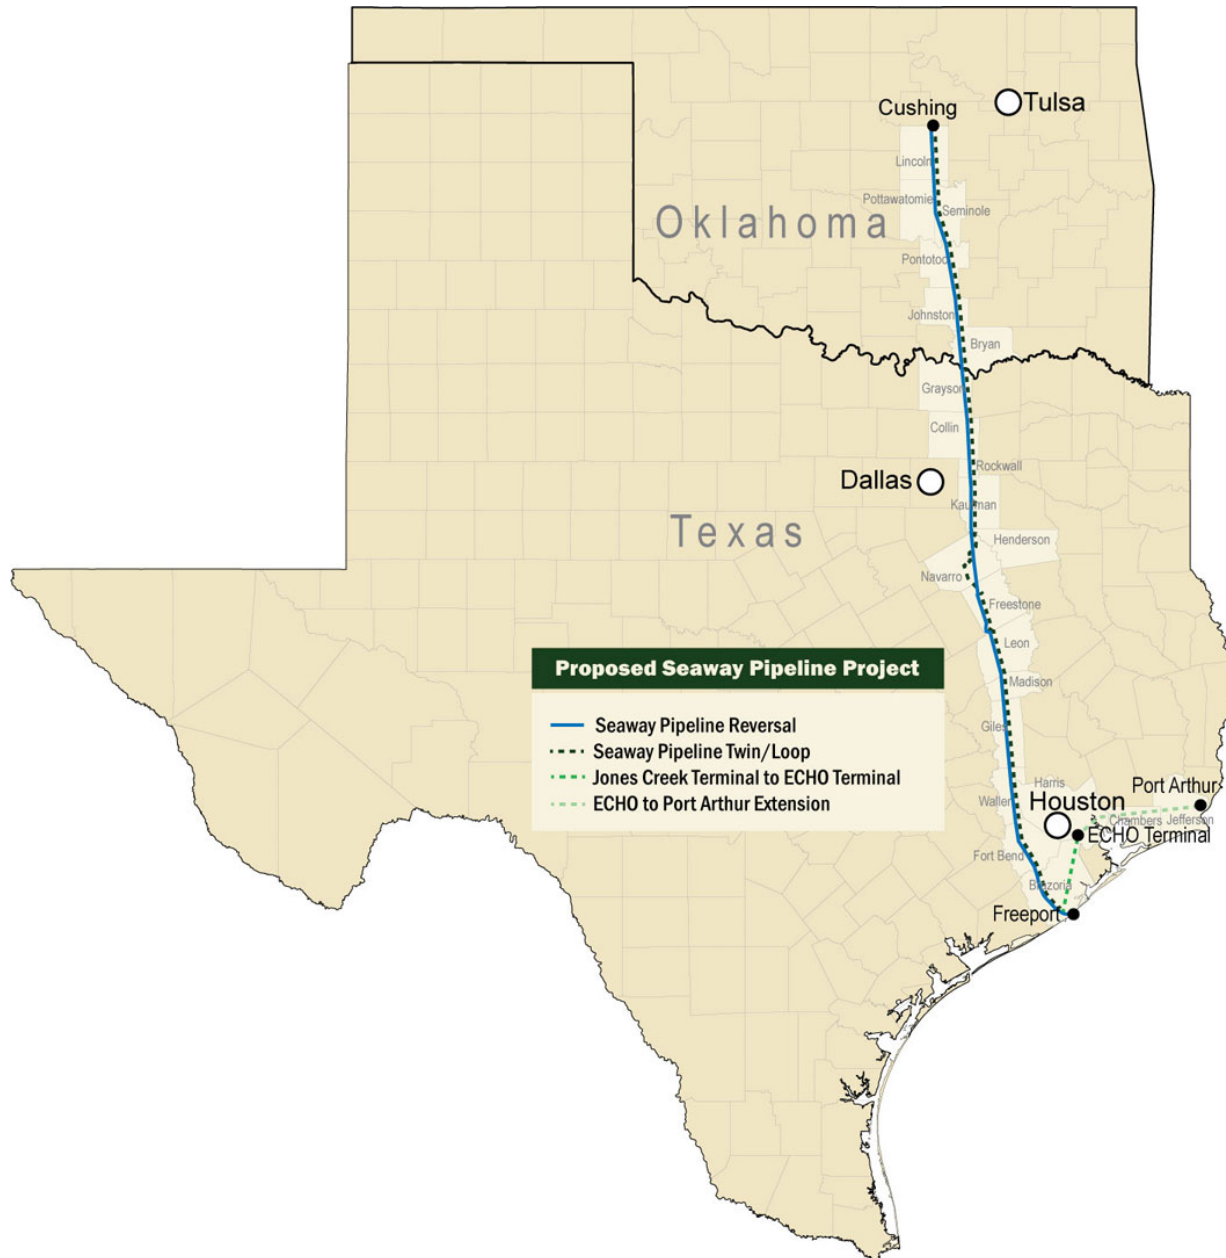 Cushing
Tulsa
Lincoln
Pottawatomie
Seminole
Oklahoma
Pontotoc
Johnston
Bryan
Grayson
Collin
Rockwall
Dallas
Kaufman
Texas
Henderson
Navarro
Freestone
Leon
Madison
Giles
Proposed Seaway Pipeline Project
Seaway Pipeline Reversal
Seaway Pipeline Twin/Loop
Jones Creek Terminal to ECHO Terminal
ECHO to Port Arthur Extension
Harris
Port Arthur
Waller
Houston
Chambers
Jefferson
ECHO Terminal
Fort Bend
Brazoria
Freeport